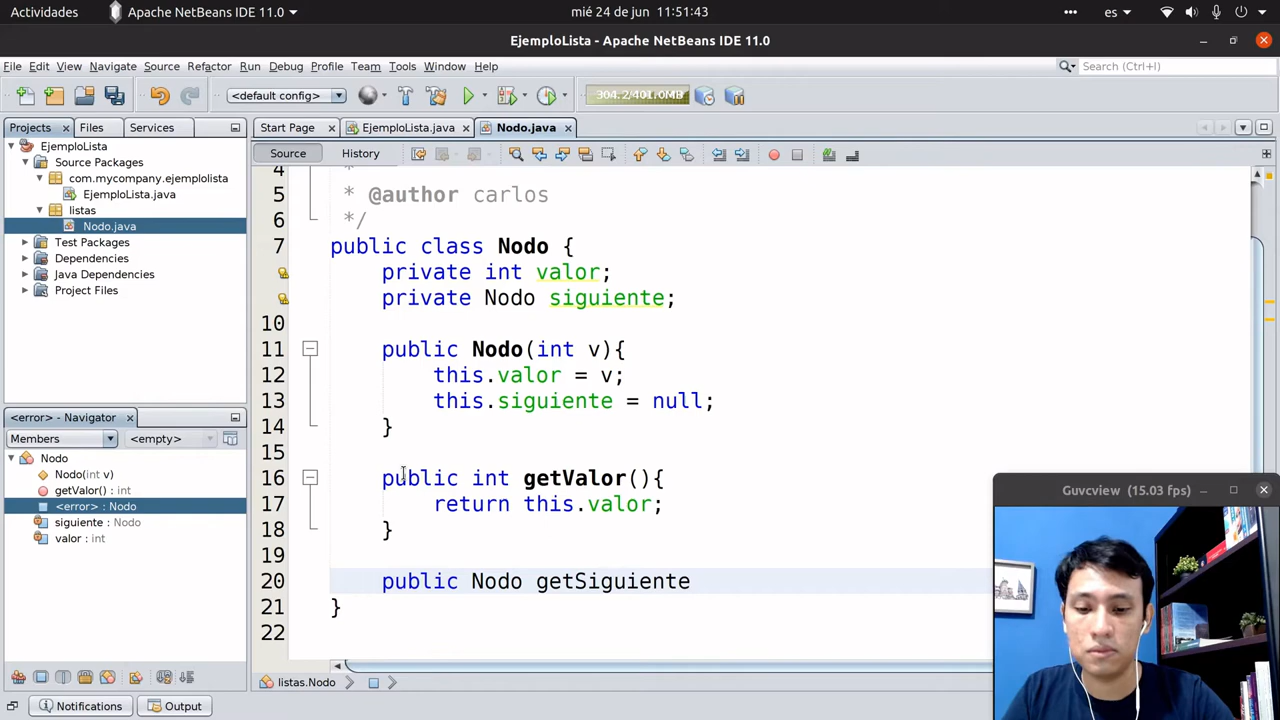 Actividades
Apache NetBeans IDE 11.0
mié 24 de jun 11:51:43
es
EjemploLista - Apache NetBeans IDE 11.0
File Edit View Navigate Source Refactor Run Debug Profile Team Tools Window Help
Search (Ctrl+I)
<default config>
304.2/401.0MB
Projects
Files
Services
Start Page
EjemploLista.java
Nodo.java
Source
History
EjemploLista
Source Packages
com.mycompany.ejemplolista
EjemploLista.java
listas
Nodo.java
Test Packages
Dependencies
Java Dependencies
Project Files
<error> - Navigator
Members
<empty>
Nodo
Nodo(int v)
getValor() : int
<error> : Nodo
siguiente : Nodo
valor : int
4 *
5 * @author carlos
6 */
7 public class Nodo {
private int valor;
private Nodo siguiente;
10
11 public Nodo(int v){
12 this.valor = v;
13 this.siguiente = null;
14 }
15
16 public int getValor(){
17 return this.valor;
18 }
19
20 public Nodo getSiguiente
21 }
22
Guvcview (15.03 fps)
listas.Nodo
Notifications
Output